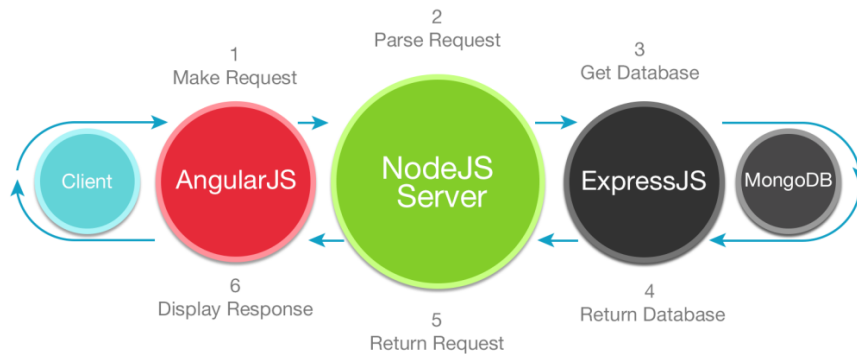 1
Make Request
2
Parse Request
3
Get Database
Client
AngularJS
NodeJS
Server
ExpressJS
MongoDB
6
Display Response
5
Return Request
4
Return Database